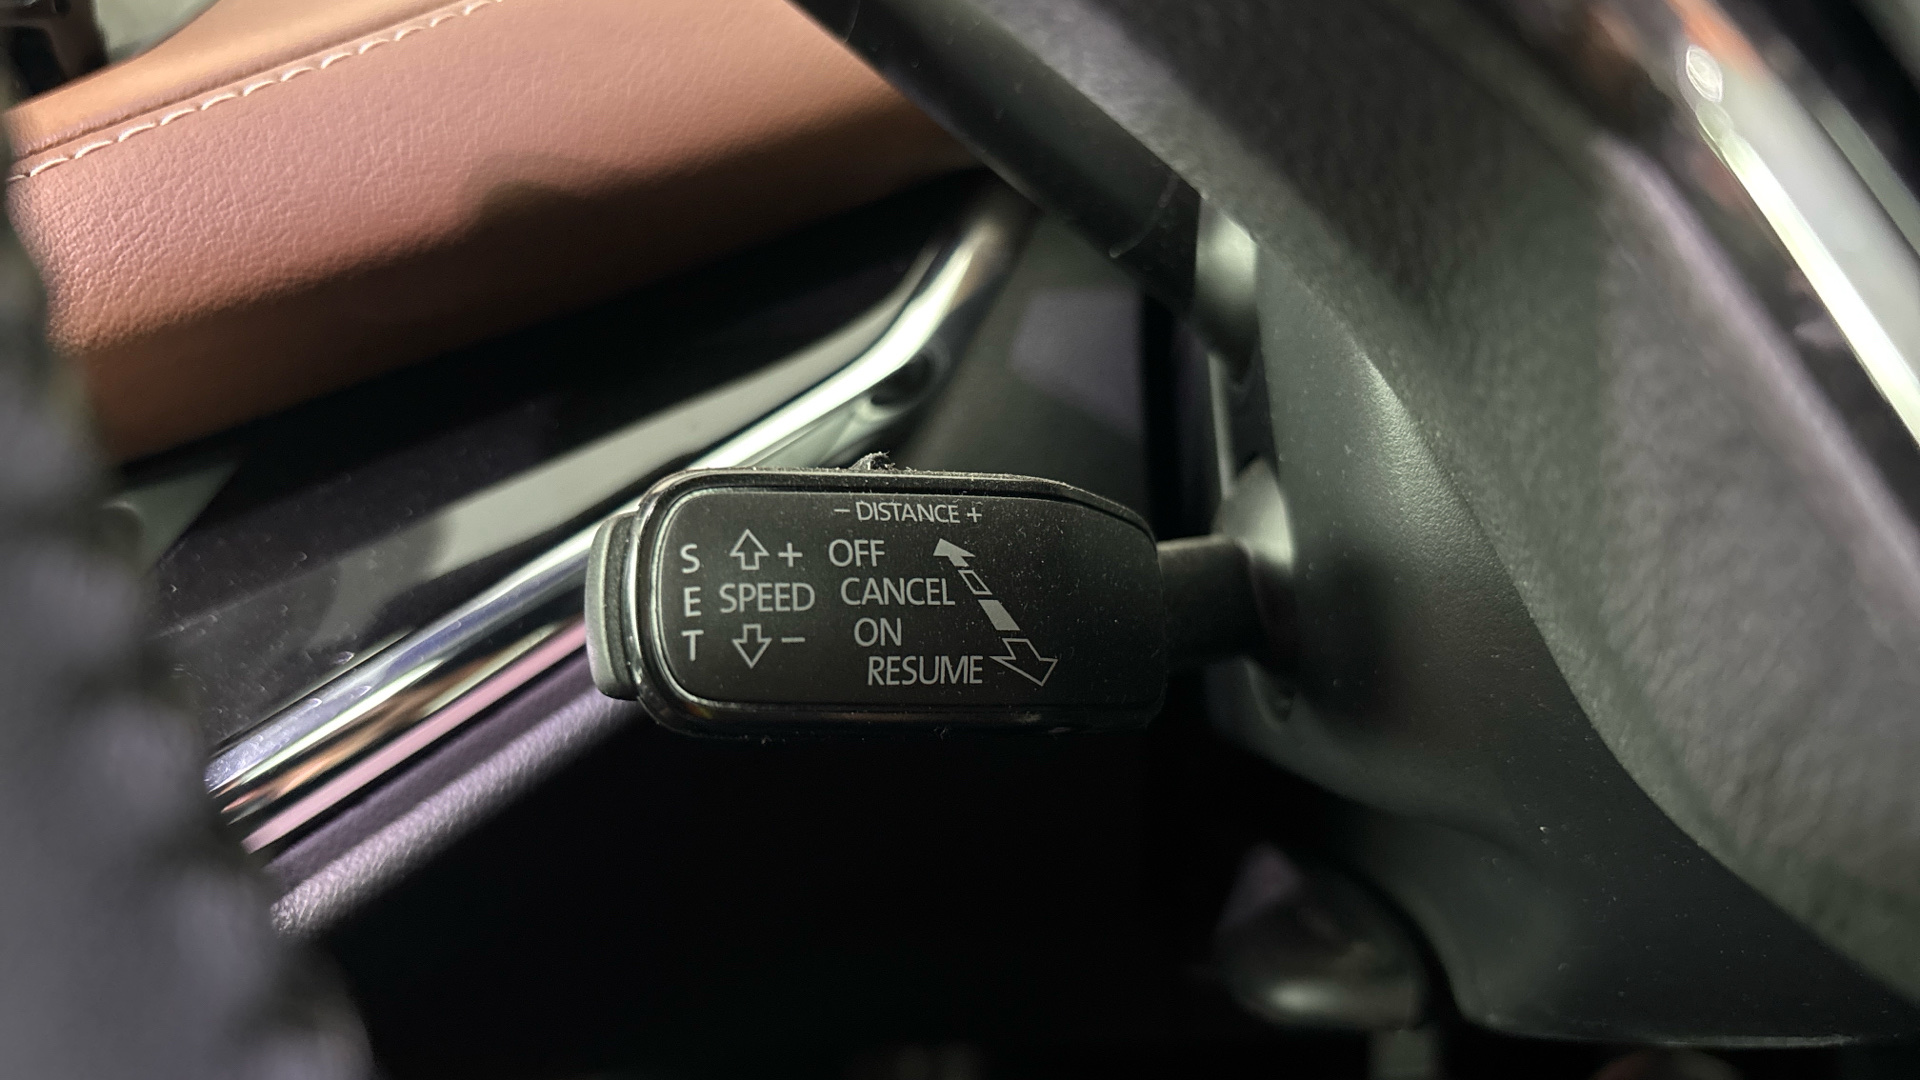 − DISTANCE +
S + OFF
E SPEED CANCEL
T − ON
RESUME